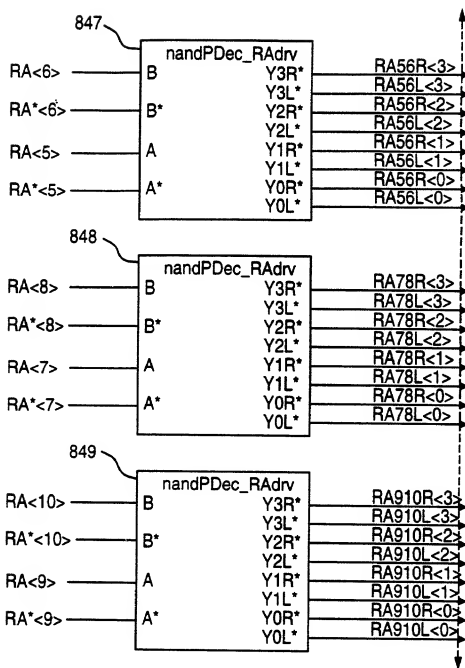 847
nandPDec_RAdrv
RA<6> B Y3R* RA56R<3>
Y3L* RA56L<3>
RA*<6> B* Y2R* RA56R<2>
Y2L* RA56L<2>
RA<5> A Y1R* RA56R<1>
Y1L* RA56L<1>
RA*<5> A* Y0R* RA56R<0>
Y0L* RA56L<0>
848
nandPDec_RAdrv
RA<8> B Y3R* RA78R<3>
Y3L* RA78L<3>
RA*<8> B* Y2R* RA78R<2>
Y2L* RA78L<2>
RA<7> A Y1R* RA78R<1>
Y1L* RA78L<1>
RA*<7> A* Y0R* RA78R<0>
Y0L* RA78L<0>
849
nandPDec_RAdrv
RA<10> B Y3R* RA910R<3>
Y3L* RA910L<3>
RA*<10> B* Y2R* RA910R<2>
Y2L* RA910L<2>
RA<9> A Y1R* RA910R<1>
Y1L* RA910L<1>
RA*<9> A* Y0R* RA910R<0>
Y0L* RA910L<0>